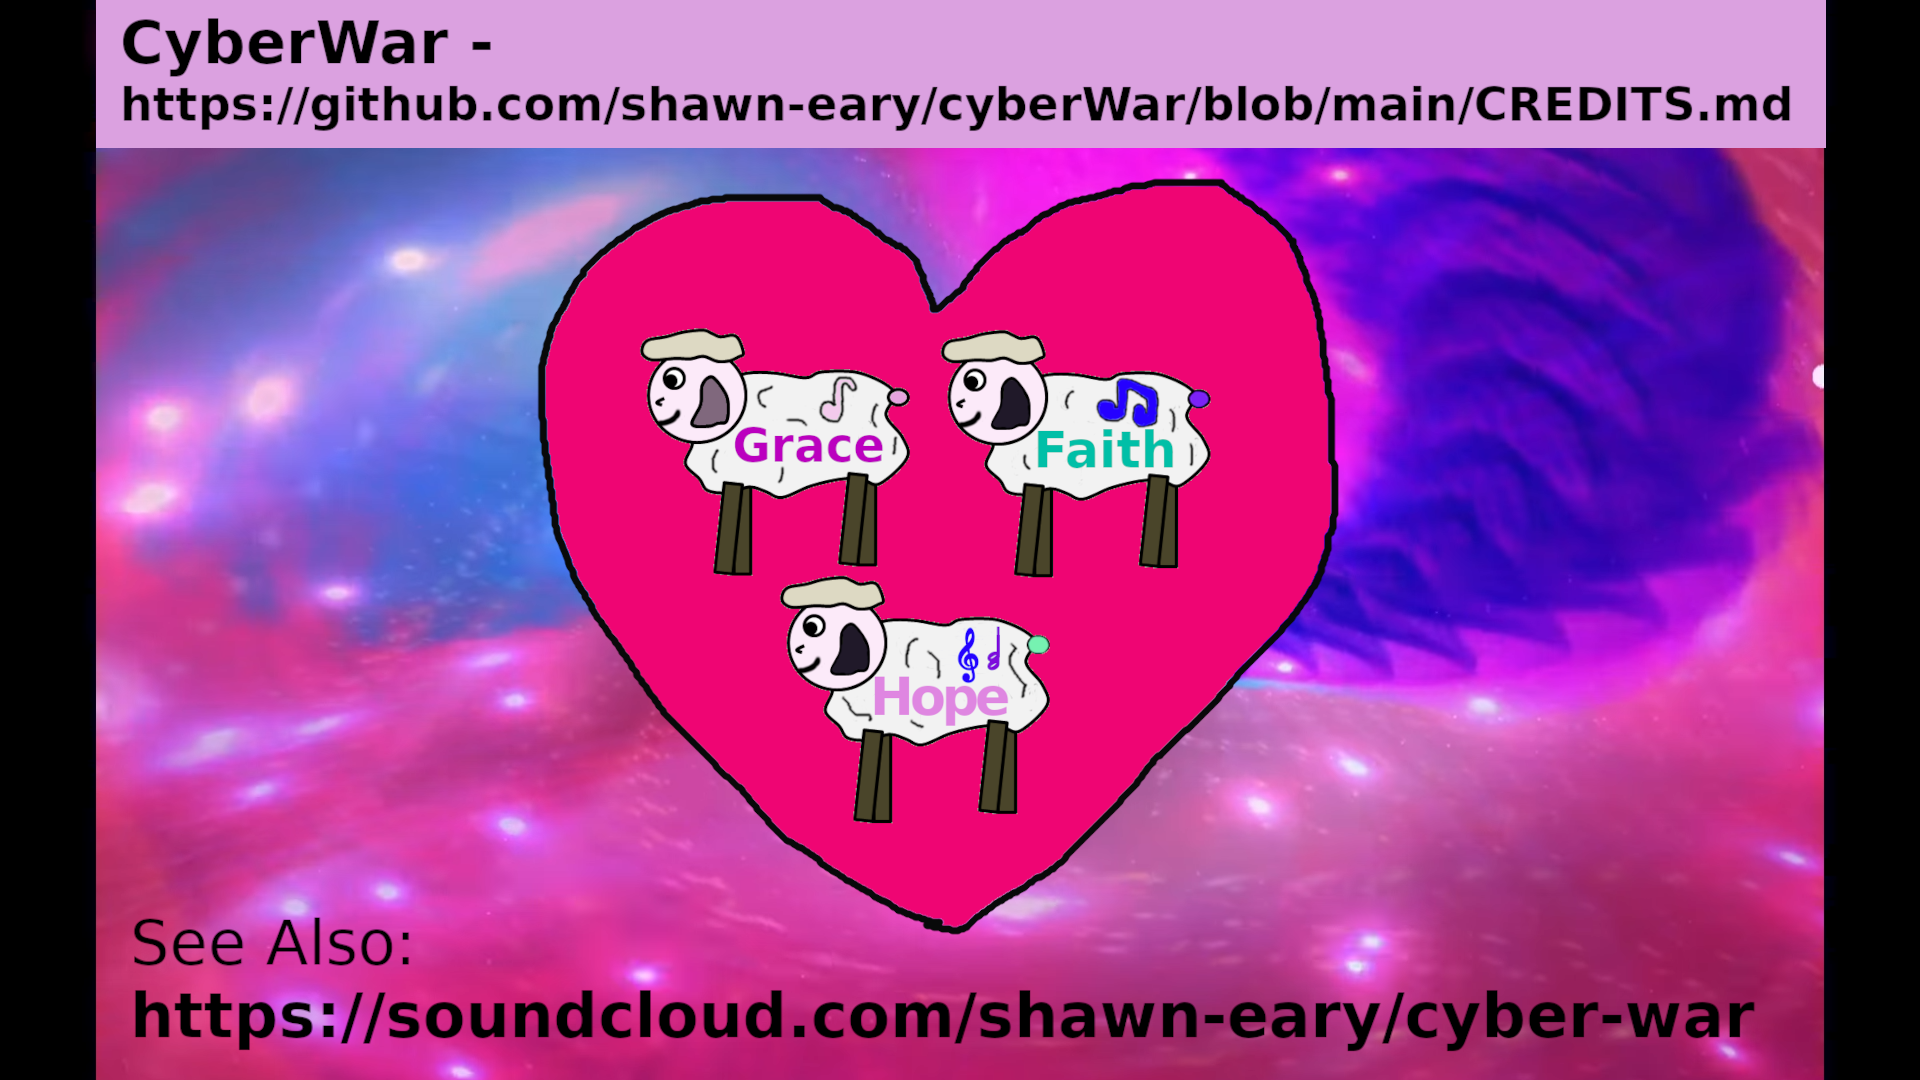 CyberWar -
https://github.com/shawn-eary/cyberWar/blob/main/CREDITS.md
Grace
Faith
Hope
See Also:
https://soundcloud.com/shawn-eary/cyber-war